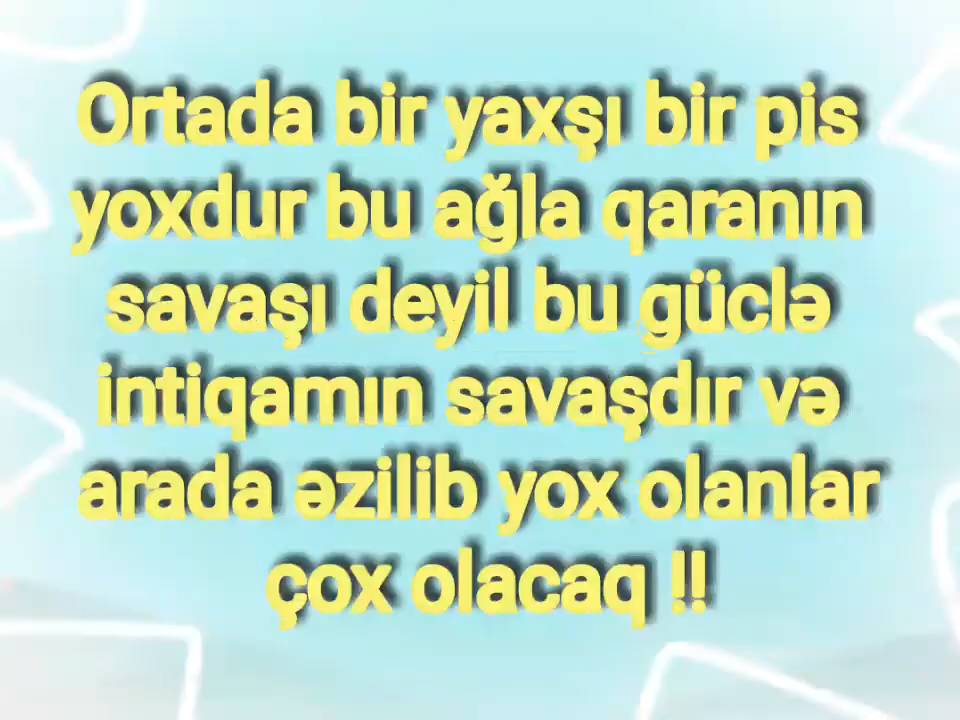 Ortada bir yaxşı bir pis
yoxdur bu ağla qaranın
savaşı deyil bu güclə
intiqamın savaşdır və
arada əzilib yox olanlar
çox olacaq !!